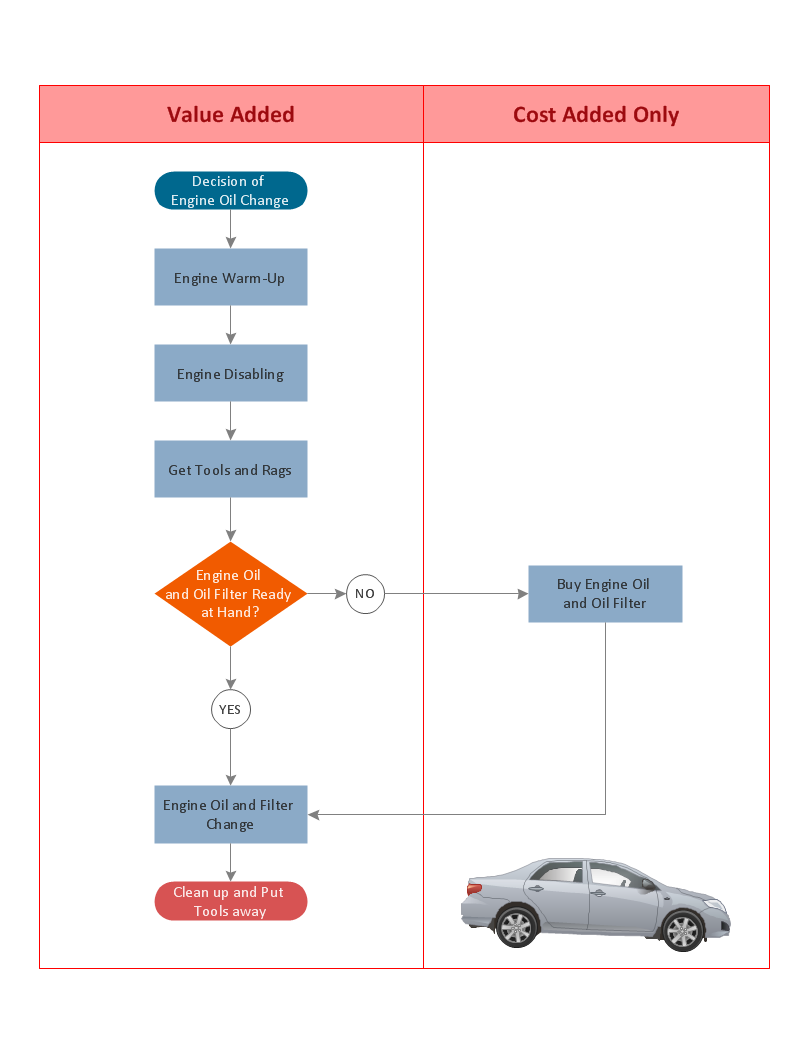 Value Added
Cost Added Only
Decision of
Engine Oil Change
Engine Warm-Up
Engine Disabling
Get Tools and Rags
Engine Oil
and Oil Filter Ready
at Hand?
NO
Buy Engine Oil
and Oil Filter
YES
Engine Oil and Filter
Change
Clean up and Put
Tools away